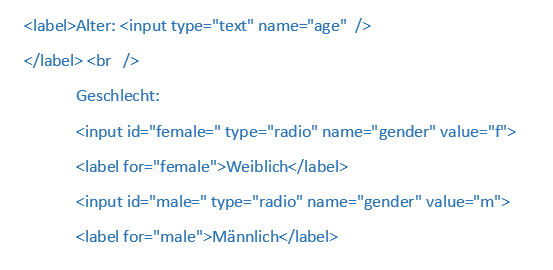 <label>Alter: <input type="text" name="age"  />
</label> <br   />
Geschlecht:
<input id="female=" type="radio" name="gender" value="f">
<label for="female">Weiblich</label>
<input id="male=" type="radio" name="gender" value="m">
<label for="male">Männlich</label>